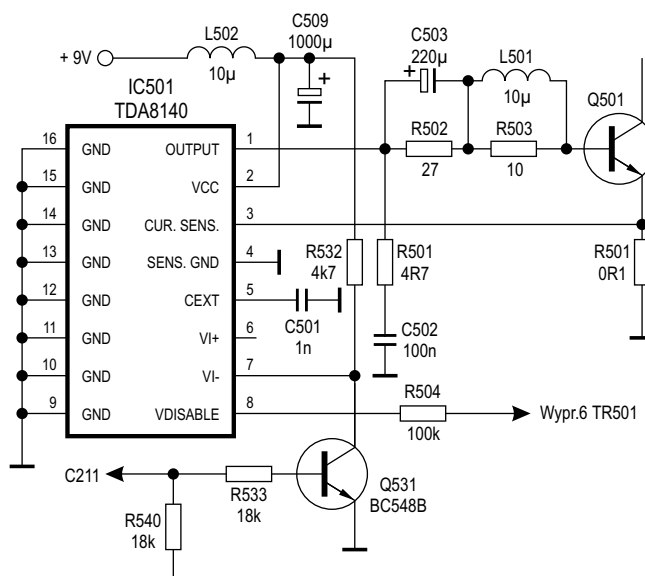 + 9V
L502
10µ
C509
1000µ
+
C503
220µ
+
L501
10µ
Q501
IC501
TDA8140
16 GND OUTPUT 1
15 GND VCC 2
14 GND CUR. SENS. 3
13 GND SENS. GND 4
12 GND CEXT 5
11 GND VI+ 6
10 GND VI- 7
9 GND VDISABLE 8
R502
27
R503
10
R532
4k7
R501
4R7
R501
0R1
C501
1n
C502
100n
R504
100k
Wypr.6 TR501
C211
R533
18k
Q531
BC548B
R540
18k